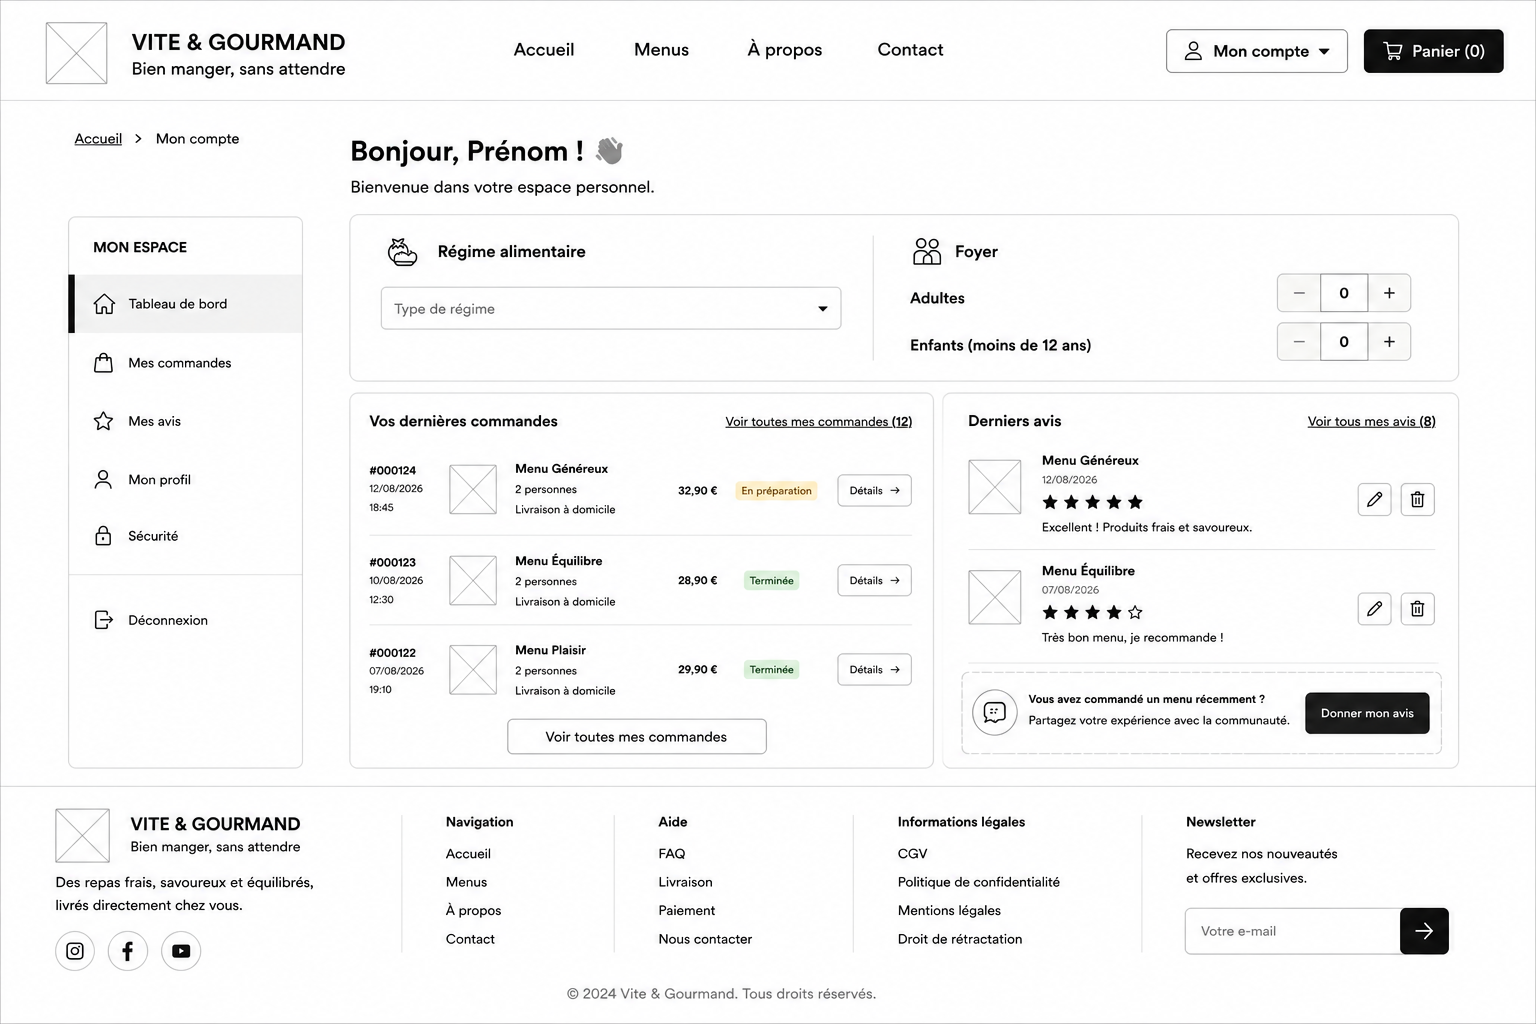 VITE & GOURMAND
Bien manger, sans attendre
Accueil
Menus
À propos
Contact
Mon compte
Panier (0)
Accueil > Mon compte
Bonjour, Prénom ! 👋
Bienvenue dans votre espace personnel.
MON ESPACE
Tableau de bord
Mes commandes
Mes avis
Mon profil
Sécurité
Déconnexion
Régime alimentaire
Type de régime
Foyer
Adultes
− 0 +
Enfants (moins de 12 ans)
− 0 +
Vos dernières commandes
Voir toutes mes commandes (12)
#000124
12/08/2026
18:45
Menu Généreux
2 personnes
Livraison à domicile
32,90 €
En préparation
Détails →
#000123
10/08/2026
12:30
Menu Équilibre
2 personnes
Livraison à domicile
28,90 €
Terminée
Détails →
#000122
07/08/2026
19:10
Menu Plaisir
2 personnes
Livraison à domicile
29,90 €
Terminée
Détails →
Voir toutes mes commandes
Derniers avis
Voir tous mes avis (8)
Menu Généreux
12/08/2026
★★★★★
Excellent ! Produits frais et savoureux.
Menu Équilibre
07/08/2026
★★★★☆
Très bon menu, je recommande !
Vous avez commandé un menu récemment ?
Partagez votre expérience avec la communauté.
Donner mon avis
VITE & GOURMAND
Bien manger, sans attendre
Des repas frais, savoureux et équilibrés,
livrés directement chez vous.
Navigation
Accueil
Menus
À propos
Contact
Aide
FAQ
Livraison
Paiement
Nous contacter
Informations légales
CGV
Politique de confidentialité
Mentions légales
Droit de rétractation
Newsletter
Recevez nos nouveautés
et offres exclusives.
Votre e-mail
© 2024 Vite & Gourmand. Tous droits réservés.